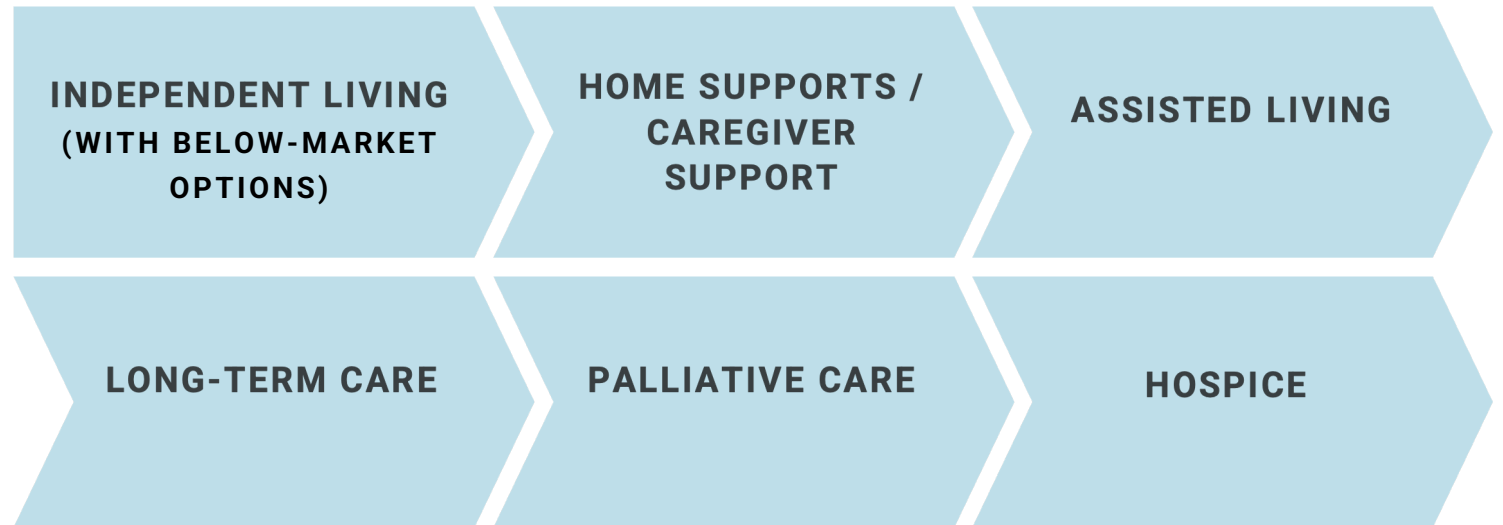 INDEPENDENT LIVING
(WITH BELOW-MARKET
OPTIONS)
HOME SUPPORTS /
CAREGIVER
SUPPORT
ASSISTED LIVING
LONG-TERM CARE
PALLIATIVE CARE
HOSPICE